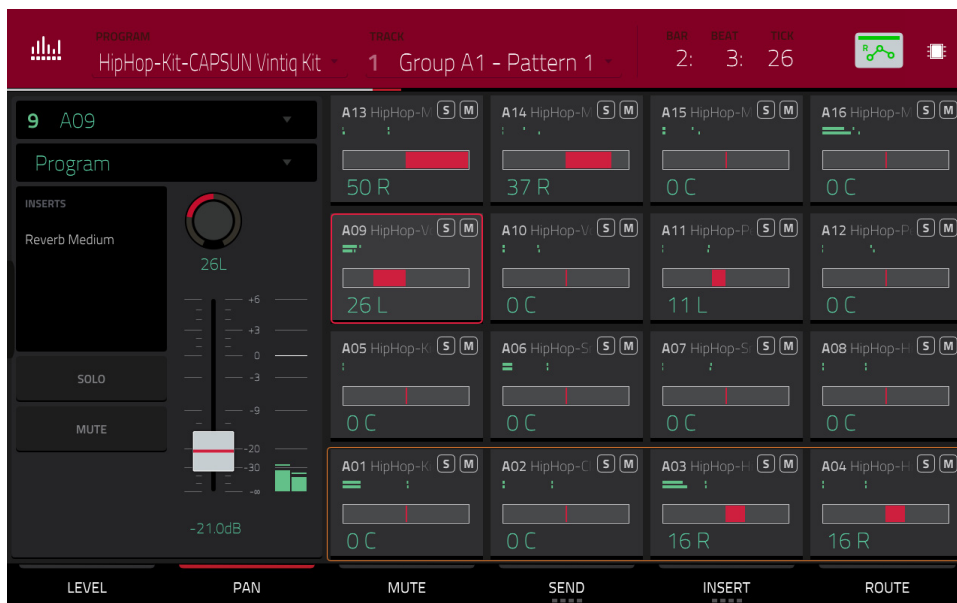 PROGRAM
HipHop-Kit-CAPSUN Vintiq Kit
TRACK
1 Group A1 - Pattern 1
BAR BEAT TICK
2: 3: 26
R
9 A09
Program
INSERTS
Reverb Medium
26L
+6
+3
0
-3
-9
-20
-30
-∞
-21.0dB
SOLO
MUTE
A13 HipHop-M S M
50 R
A14 HipHop-M S M
37 R
A15 HipHop-M S M
0 C
A16 HipHop-M S M
0 C
A09 HipHop-V S M
26 L
A10 HipHop-V S M
0 C
A11 HipHop-P S M
11 L
A12 HipHop-P S M
0 C
A05 HipHop-K S M
0 C
A06 HipHop-S S M
0 C
A07 HipHop-S S M
0 C
A08 HipHop-H S M
0 C
A01 HipHop-K S M
0 C
A02 HipHop-Cl S M
0 C
A03 HipHop-H S M
16 R
A04 HipHop-H S M
16 R
LEVEL PAN MUTE SEND INSERT ROUTE